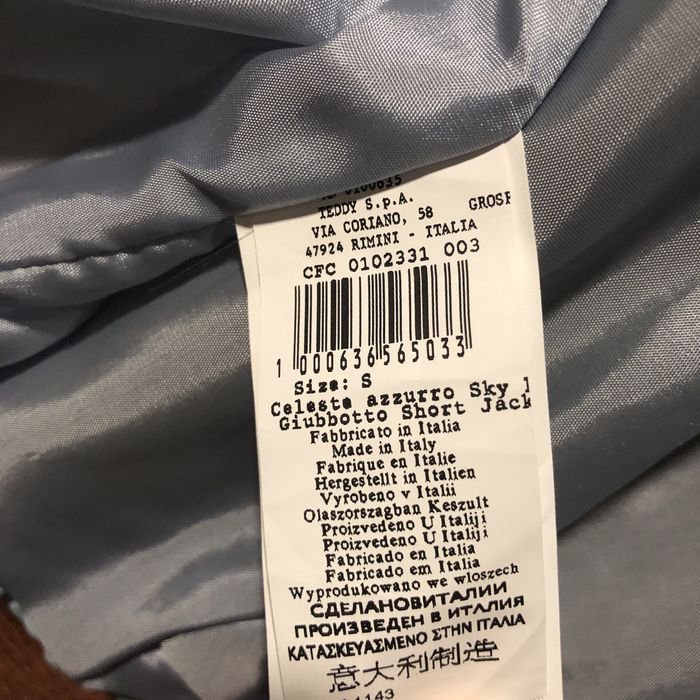 0100635
TEDDY S.p.A.
VIA CORIANO, 58 GROSF
47924 RIMINI - ITALIA
CFC 0102331 003
1 000636 565033
Size: S
Celeste azzurro Sky
Giubbotto Short Jack
Fabbricato in Italia
Made in Italy
Fabrique en Italie
Hergestellt in Italien
Vyrobeno v Italii
Olaszorszagban Keszult
Proizvedeno U Italiji
Proizvedeno U Italiji
Fabricado en Italia
Fabricado em Italia
Wyprodukowano we wloszech
СДЕЛАНОВИТАЛИИ
ПРОИЗВЕДЕН В ИТАЛИЯ
ΚΑΤΑΣΚΕΥΑΣΜΕΝΟ ΣΤΗΝ ΙΤΑΛΙΑ
意大利制造
1143